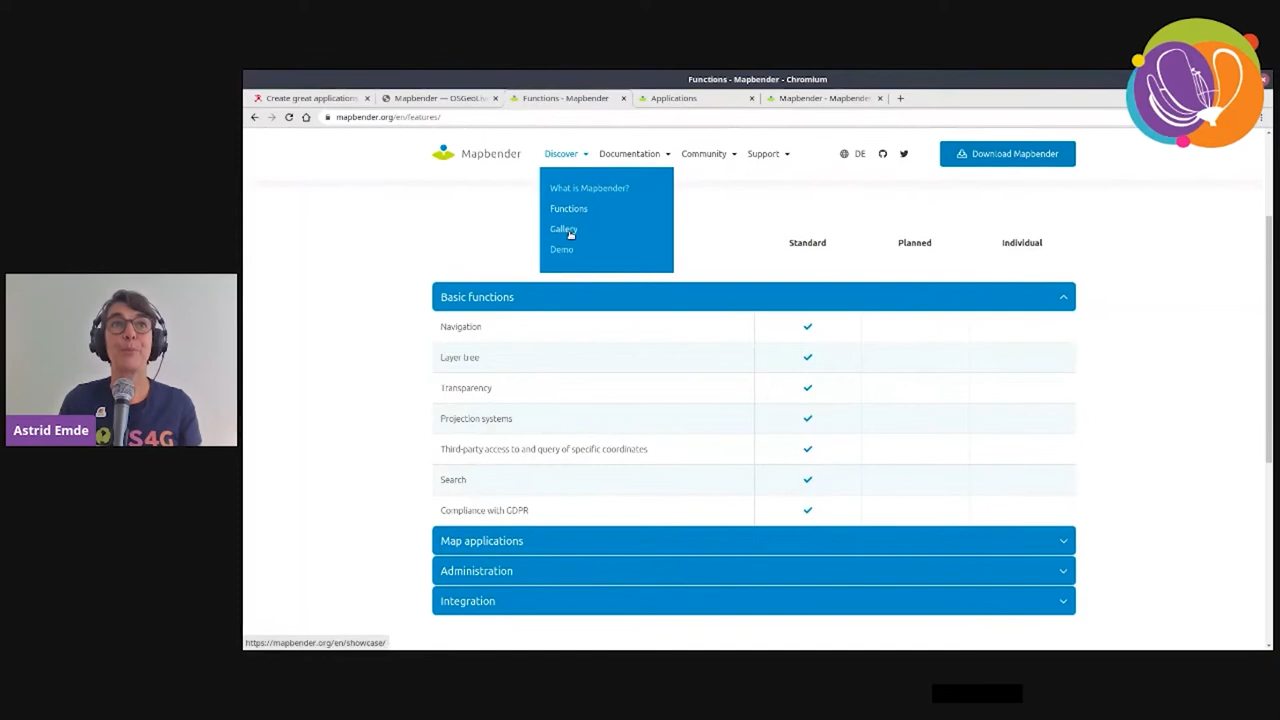 Functions - Mapbender - Chromium
Create great applications
Mapbender — OSGeoLiv
Functions - Mapbender
Applications
Mapbender - Mapbende
mapbender.org/en/features/
Mapbender
Discover
Documentation
Community
Support
DE
Download Mapbender
What is Mapbender?
Functions
Gallery
Demo
Standard
Planned
Individual
Basic functions
Navigation
Layer tree
Transparency
Projection systems
Third-party access to and query of specific coordinates
Search
Compliance with GDPR
Map applications
Administration
Integration
https://mapbender.org/en/showcase/
Astrid Emde
S4G